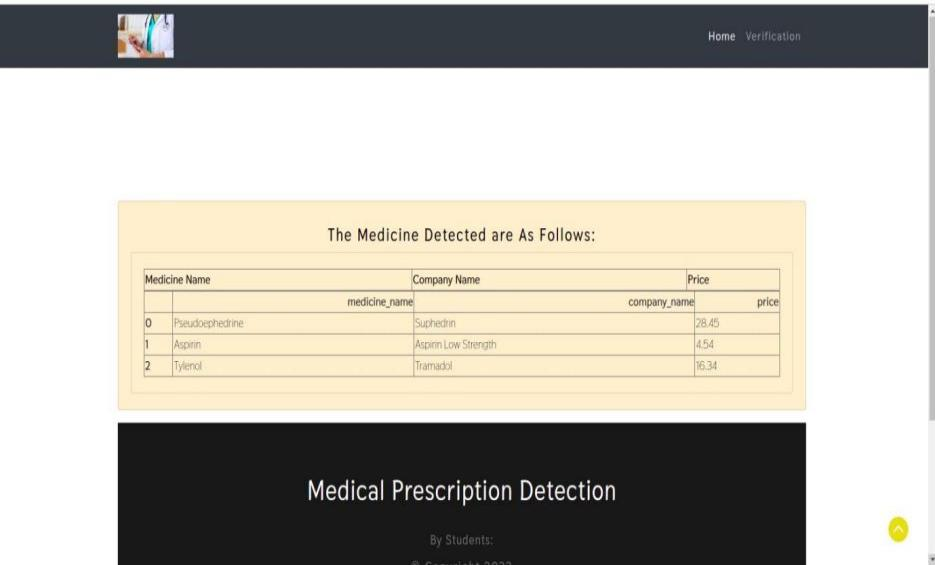 Home Verification
The Medicine Detected are As Follows:
Medicine Name Company Name Price
medicine_name company_name price
0 Pseudoephedrine Suphedrin 28.45
1 Aspirin Aspirin Low Strength 4.54
2 Tylenol Tramadol 16.34
Medical Prescription Detection
By Students:
© Copyright 2023